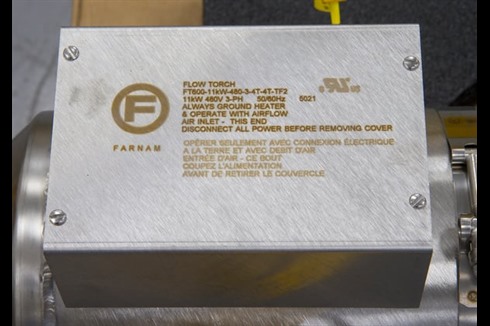 FLOW TORCH
FT600-11kW-480-3-4T-4T-TF2
11kW 480V 3-PH 50/60Hz 5021
ALWAYS GROUND HEATER
& OPERATE WITH AIRFLOW
AIR INLET - THIS END
DISCONNECT ALL POWER BEFORE REMOVING COVER
F
FARNAM
OPÉRER SEULEMENT AVEC CONNEXION ÉLECTRIQUE
A LA TERRE ET AVEC DEBIT D'AIR
ENTRÉE D'AIR - CE BOUT
COUPEZ L'ALIMENTATION
AVANT DE RETIRER LE COUVERCLE